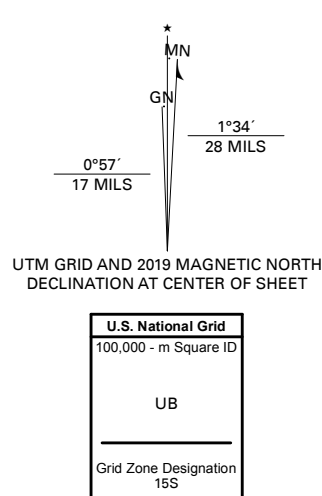 ★
MN
GN
1°34´
28 MILS
0°57´
17 MILS
UTM GRID AND 2019 MAGNETIC NORTH
DECLINATION AT CENTER OF SHEET
U.S. National Grid
100,000 - m Square ID
UB
Grid Zone Designation
15S